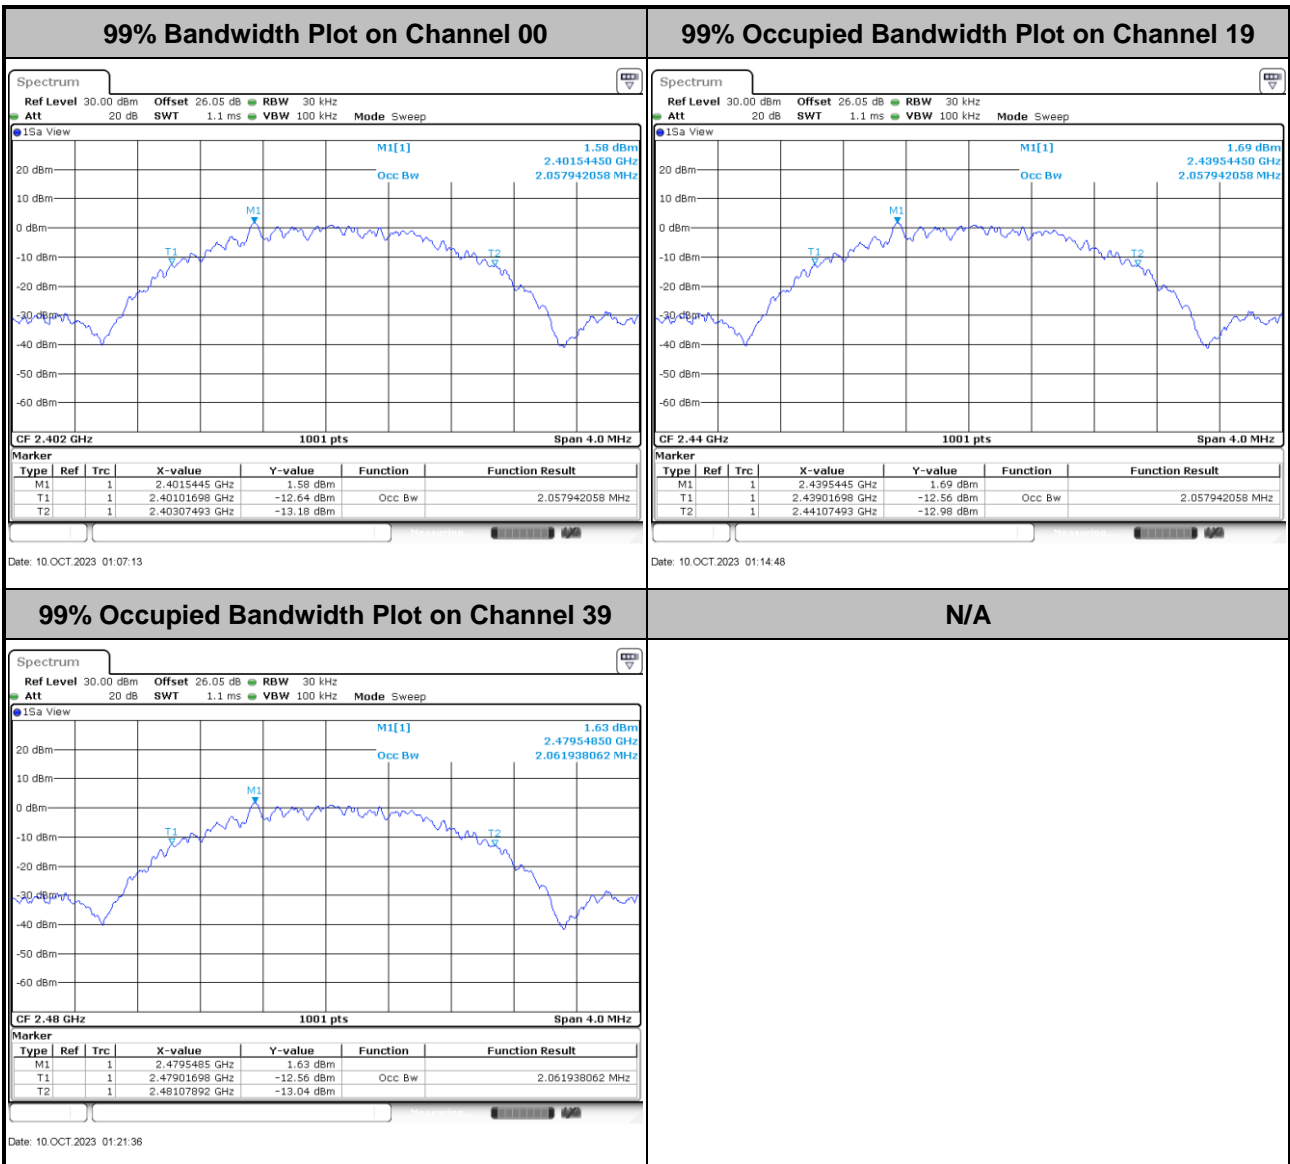 99% Bandwidth Plot on Channel 00
Spectrum
Ref Level 30.00 dBm Offset 26.05 dB RBW 30 kHz
Att 20 dB SWT 1.1 ms VBW 100 kHz Mode Sweep
1Sa View
M1[1] 1.58 dBm
2.40154450 GHz
Occ Bw 2.057942058 MHz
20 dBm
10 dBm
M1
0 dBm
T1
T2
-10 dBm
-20 dBm
-30 dBm
-40 dBm
-50 dBm
-60 dBm
CF 2.402 GHz 1001 pts Span 4.0 MHz
Marker
Type Ref Trc X-value Y-value Function Function Result
M1 1 2.4015445 GHz 1.58 dBm
T1 1 2.40101698 GHz -12.64 dBm Occ Bw 2.057942058 MHz
T2 1 2.40307493 GHz -13.18 dBm
Measuring...
Date: 10.OCT.2023 01:07:13
99% Occupied Bandwidth Plot on Channel 19
Spectrum
Ref Level 30.00 dBm Offset 26.05 dB RBW 30 kHz
Att 20 dB SWT 1.1 ms VBW 100 kHz Mode Sweep
1Sa View
M1[1] 1.69 dBm
2.43954450 GHz
Occ Bw 2.057942058 MHz
20 dBm
10 dBm
M1
0 dBm
T1
T2
-10 dBm
-20 dBm
-30 dBm
-40 dBm
-50 dBm
-60 dBm
CF 2.44 GHz 1001 pts Span 4.0 MHz
Marker
Type Ref Trc X-value Y-value Function Function Result
M1 1 2.4395445 GHz 1.69 dBm
T1 1 2.43901698 GHz -12.56 dBm Occ Bw 2.057942058 MHz
T2 1 2.44107493 GHz -12.98 dBm
Measuring...
Date: 10.OCT.2023 01:14:48
99% Occupied Bandwidth Plot on Channel 39
Spectrum
Ref Level 30.00 dBm Offset 26.05 dB RBW 30 kHz
Att 20 dB SWT 1.1 ms VBW 100 kHz Mode Sweep
1Sa View
M1[1] 1.63 dBm
2.47954850 GHz
Occ Bw 2.061938062 MHz
20 dBm
10 dBm
M1
0 dBm
T1
T2
-10 dBm
-20 dBm
-30 dBm
-40 dBm
-50 dBm
-60 dBm
CF 2.48 GHz 1001 pts Span 4.0 MHz
Marker
Type Ref Trc X-value Y-value Function Function Result
M1 1 2.4795485 GHz 1.63 dBm
T1 1 2.47901698 GHz -12.56 dBm Occ Bw 2.061938062 MHz
T2 1 2.48107892 GHz -13.04 dBm
Measuring...
Date: 10.OCT.2023 01:21:36
N/A